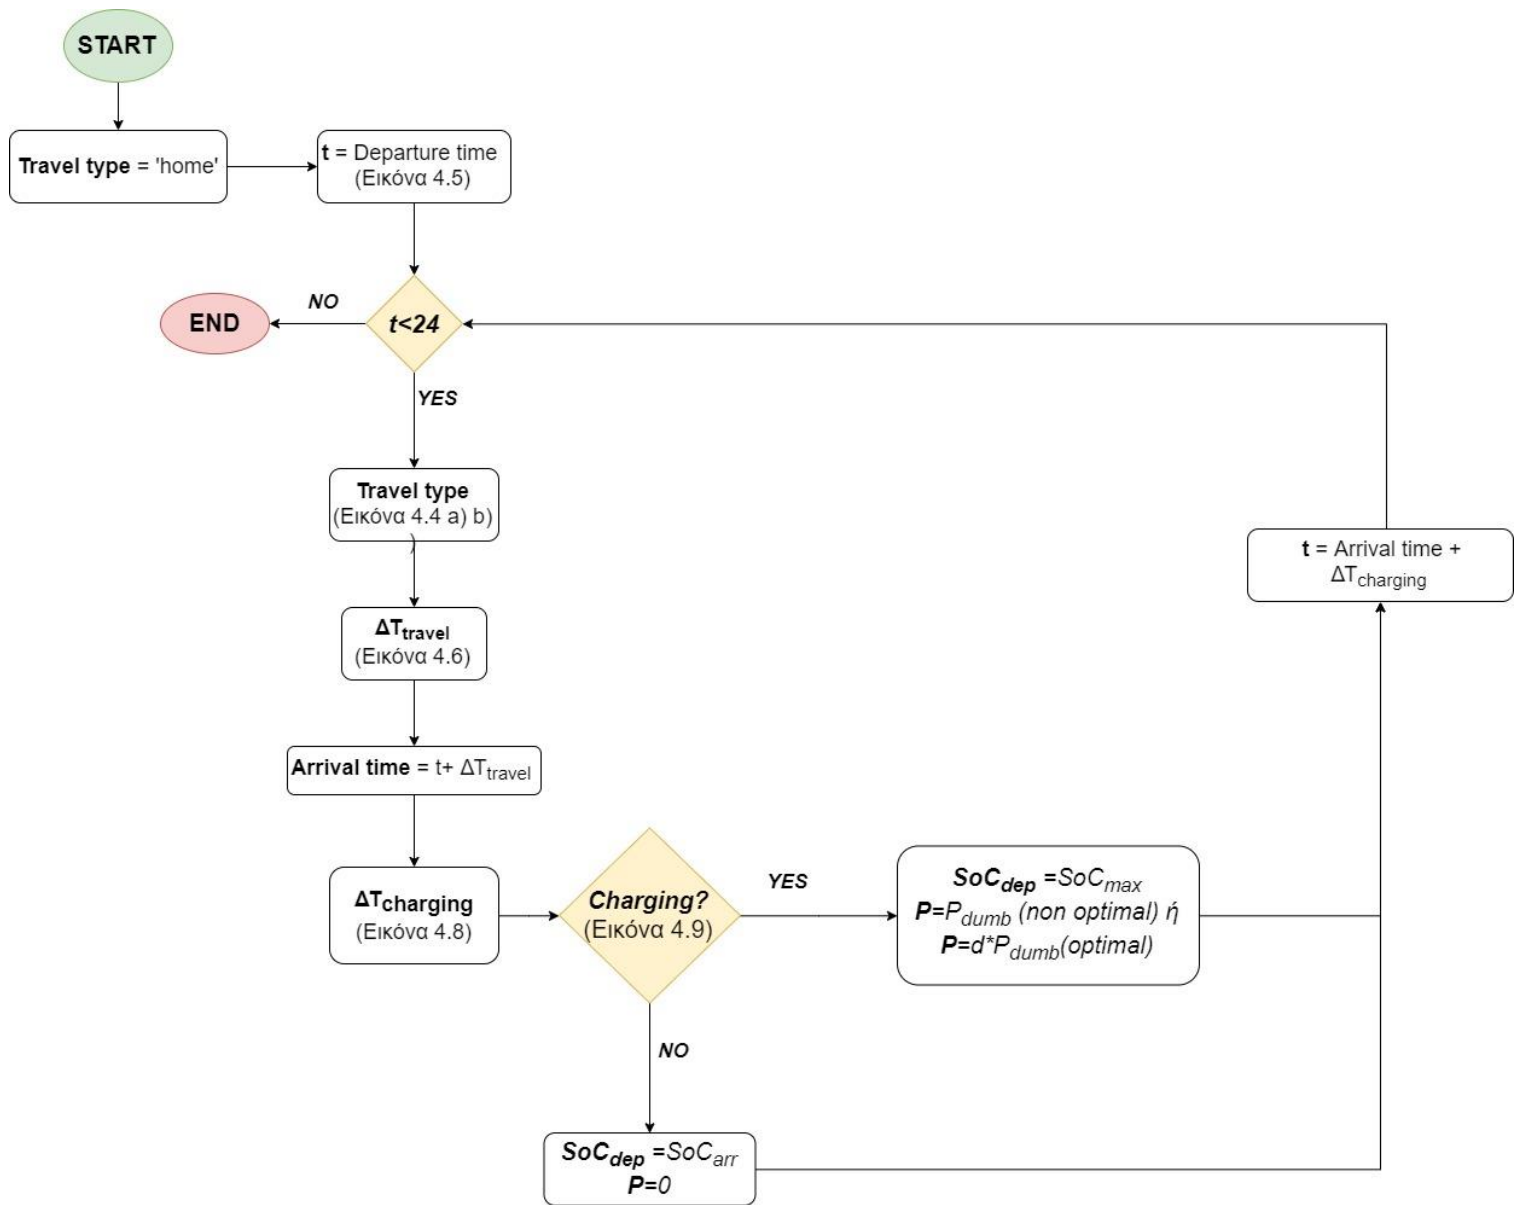 START
Travel type = 'home'
t = Departure time
(Εικόνα 4.5)
NO
END
t<24
YES
Travel type
(Εικόνα 4.4 a) b)
)
ΔTtravel
(Εικόνα 4.6)
Arrival time = t+ ΔTtravel
ΔTcharging
(Εικόνα 4.8)
Charging?
(Εικόνα 4.9)
YES
SoCdep =SoCmax
P=Pdumb (non optimal) ή
P=d*Pdumb(optimal)
NO
SoCdep =SoCarr
P=0
t = Arrival time +
ΔTcharging